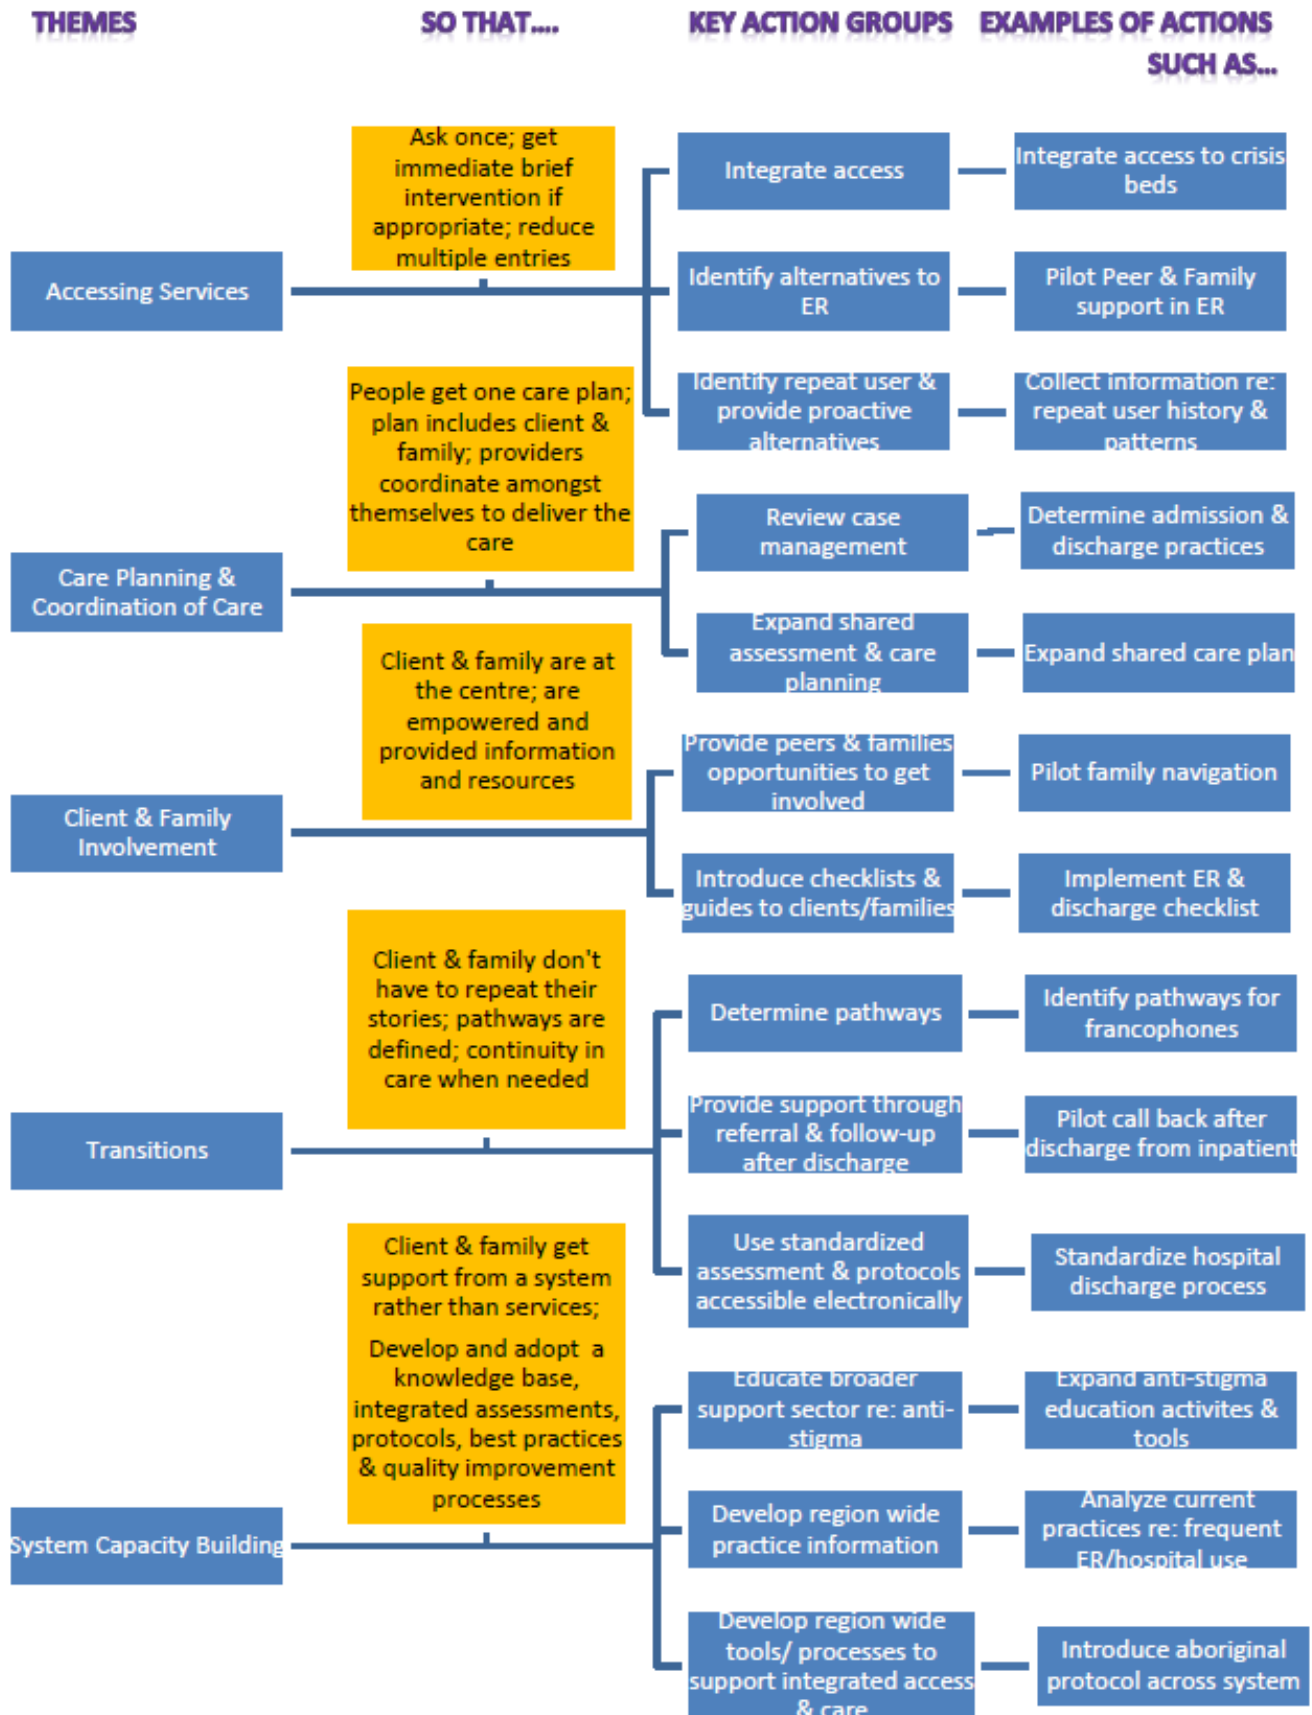 THEMES
SO THAT....
KEY ACTION GROUPS
EXAMPLES OF ACTIONS
SUCH AS...
Accessing Services
Ask once; get
immediate brief
intervention if
appropriate; reduce
multiple entries
Integrate access
Integrate access to crisis
beds
Identify alternatives to
ER
Pilot Peer & Family
support in ER
Identify repeat user &
provide proactive
alternatives
Collect information re:
repeat user history &
patterns
Care Planning &
Coordination of Care
People get one care plan;
plan includes client &
family; providers
coordinate amongst
themselves to deliver the
care
Review case
management
Determine admission &
discharge practices
Expand shared
assessment & care
planning
Expand shared care plan
Client & Family
Involvement
Client & family are at
the centre; are
empowered and
provided information
and resources
Provide peers & families
opportunities to get
involved
Pilot family navigation
Introduce checklists &
guides to clients/families
Implement ER &
discharge checklist
Transitions
Client & family don't
have to repeat their
stories; pathways are
defined; continuity in
care when needed
Determine pathways
Identify pathways for
francophones
Provide support through
referral & follow-up
after discharge
Pilot call back after
discharge from inpatient
Use standardized
assessment & protocols
accessible electronically
Standardize hospital
discharge process
System Capacity Building
Client & family get
support from a system
rather than services;
Develop and adopt a
knowledge base,
integrated assessments,
protocols, best practices
& quality improvement
processes
Educate broader
support sector re: anti-
stigma
Expand anti-stigma
education activites &
tools
Develop region wide
practice information
Analyze current
practices re: frequent
ER/hospital use
Develop region wide
tools/ processes to
support integrated access
& care
Introduce aboriginal
protocol across system